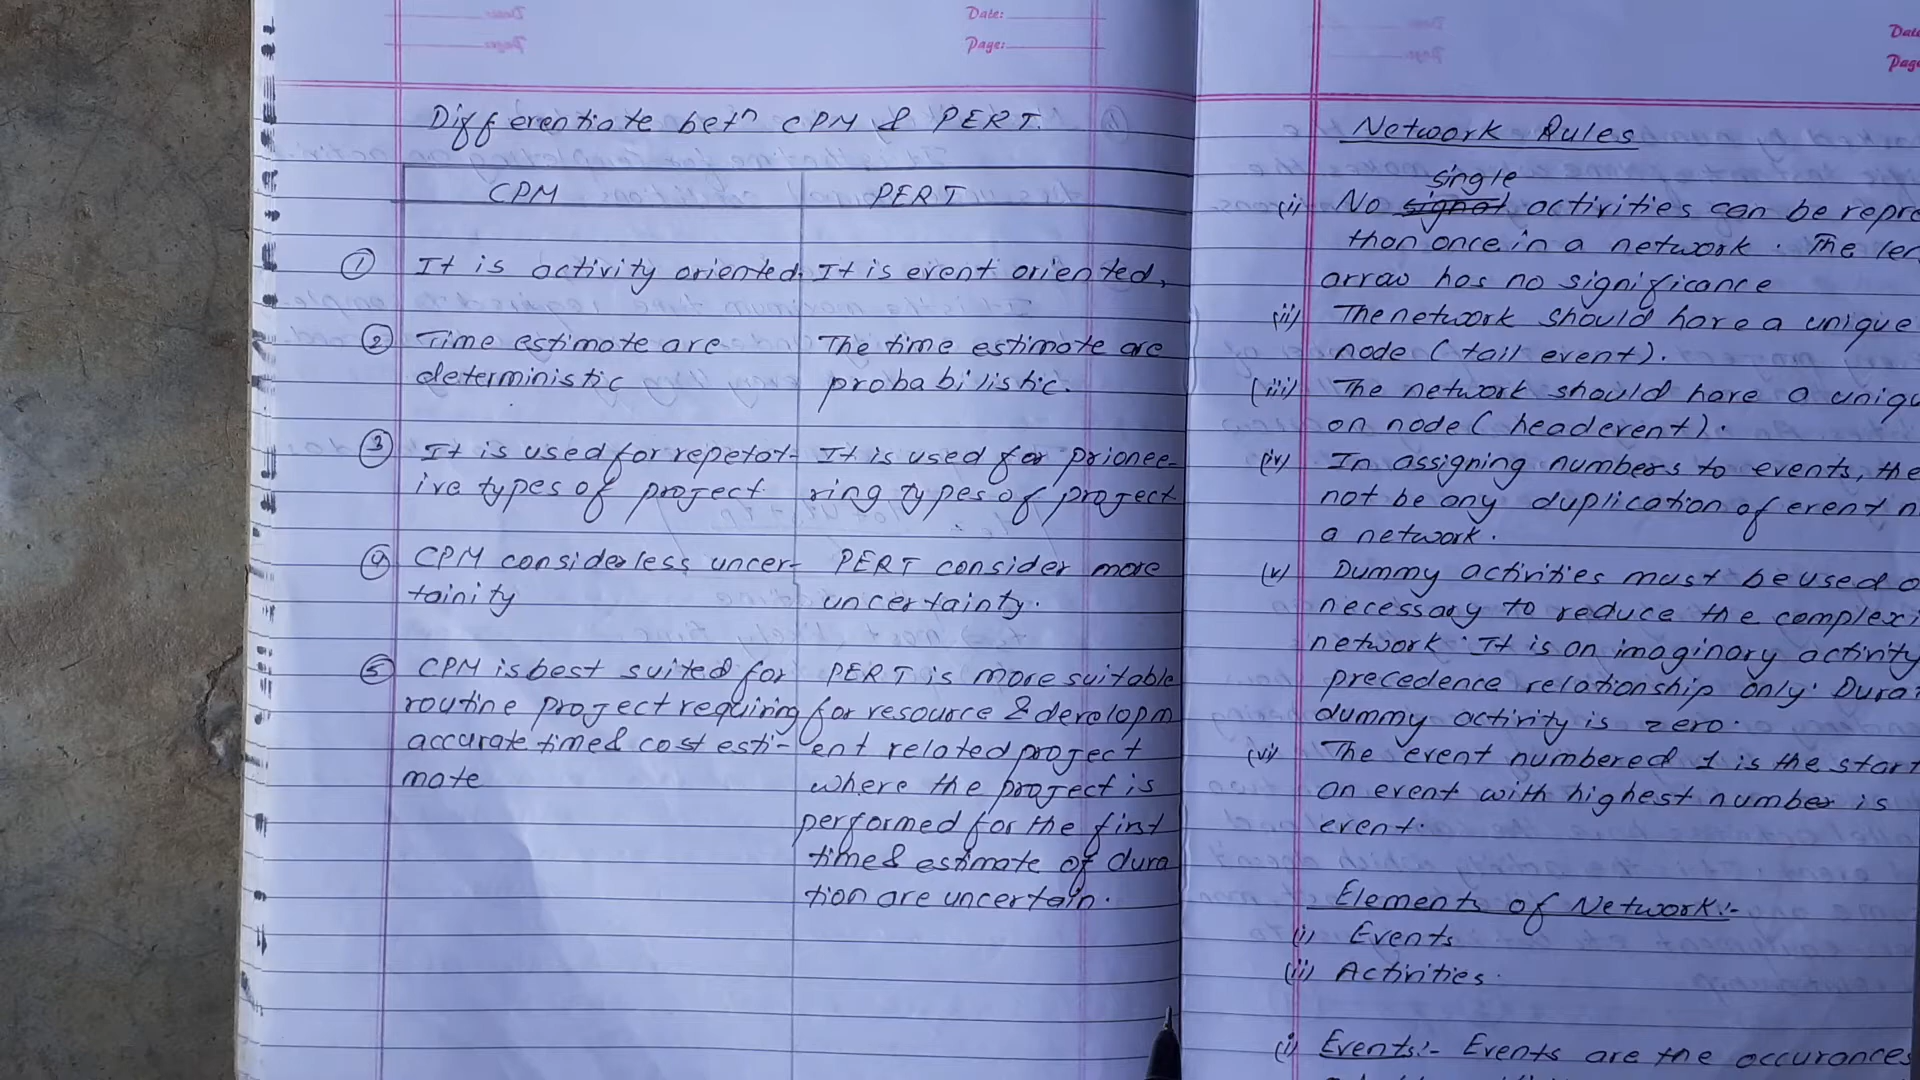 Date:
Page:
Differentiate betn CPM & PERT.
CPM PERT
① It is activity oriented. It is event oriented.
② Time estimate are The time estimate are
deterministic probabilistic.
③ It is used for repetat- It is used for prionee-
ive types of project. ring types of project
④ CPM consider less uncer- PERT consider more
tainity uncertainty.
⑤ CPM is best suited for PERT is more suitable
routine project requiring for resource & developm
accurate time & cost esti- ent related project
mate where the project is
performed for the first
time & estimate of dura
tion are uncertain.
Date
Page
Network Rules
single
(i) No signal activities can be repre
than once in a network. The len
arrow has no significance
(ii) The network should have a unique
node (tail event).
(iii) The network should have a uniqu
on node (head event).
(iv) In assigning numbers to events, the
not be any duplication of event n
a network.
(v) Dummy activities must be used o
necessary to reduce the complexi
network. It is an imaginary activity
precedence relationship only. Dura
dummy activity is zero.
(vi) The event numbered 1 is the start
an event with highest number is
event.
Elements of Network:-
(i) Events
(ii) Activities.
(i) Events:- Events are the occurances